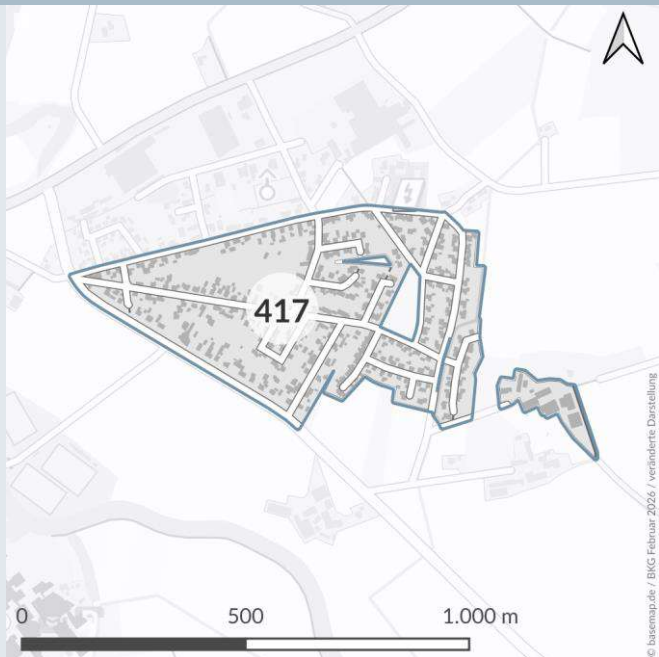 417
0 500 1.000 m
© basemap.de / BKG Februar 2026 / veränderte Darstellung